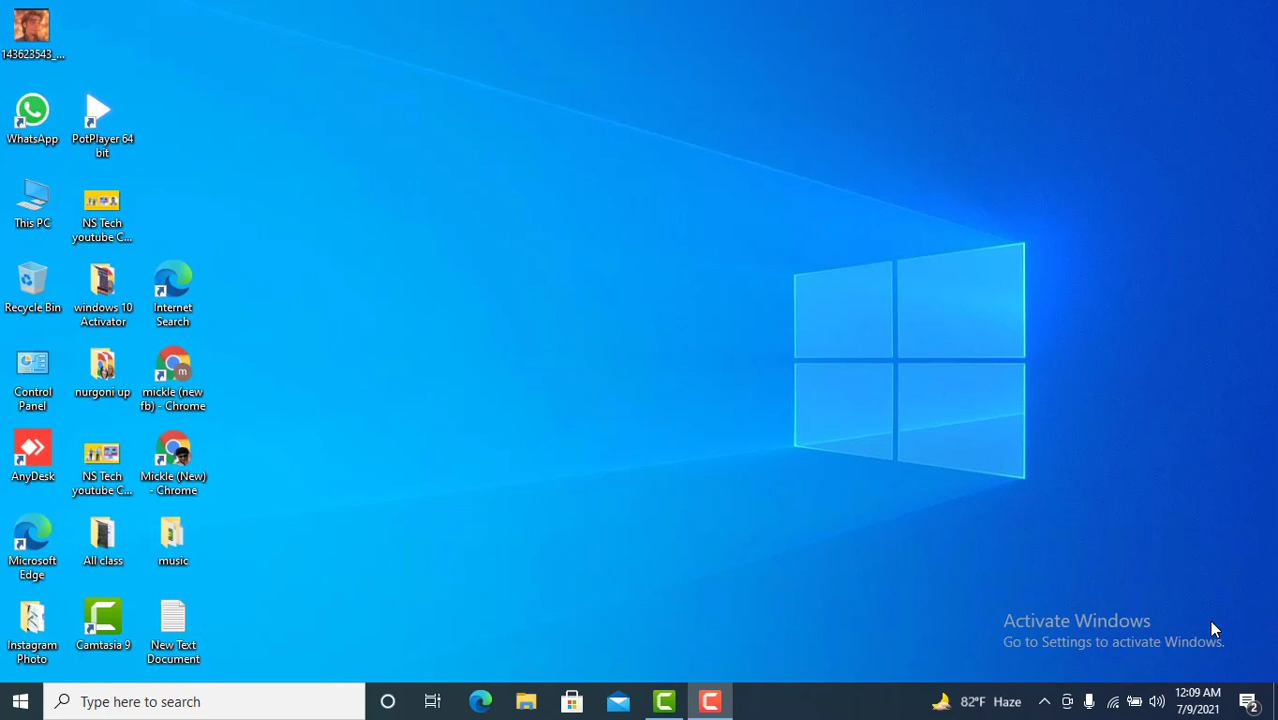 143623543_...
WhatsApp
PotPlayer 64
bit
This PC
NS Tech
youtube C...
Recycle Bin
windows 10
Activator
Internet
Search
Control
Panel
nurgoni up
mickle (new
fb) - Chrome
m
AnyDesk
NS Tech
youtube C...
Mickle (New)
- Chrome
Microsoft
Edge
All class
music
Instagram
Photo
Camtasia 9
New Text
Document
Activate Windows
Go to Settings to activate Windows.
Type here to search
82°F Haze
12:09 AM
7/9/2021
2